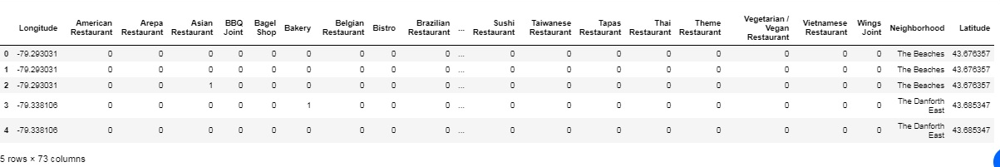 Longitude American Restaurant Arepa Restaurant Asian Restaurant BBQ Joint Bagel Shop Bakery Belgian Restaurant Bistro Brazilian Restaurant ... Sushi Restaurant Taiwanese Restaurant Tapas Restaurant Thai Restaurant Theme Restaurant Vegetarian / Vegan Restaurant Vietnamese Restaurant Wings Joint Neighborhood Latitude
0 -79.293031 0 0 0 0 0 0 0 0 0 ... 0 0 0 0 0 0 0 0 The Beaches 43.676357
1 -79.293031 0 0 0 0 0 0 0 0 0 ... 0 0 0 0 0 0 0 0 The Beaches 43.676357
2 -79.293031 0 0 1 0 0 0 0 0 0 ... 0 0 0 0 0 0 0 0 The Beaches 43.676357
3 -79.338106 0 0 0 0 0 1 0 0 0 ... 0 0 0 0 0 0 0 0 The Danforth East 43.685347
4 -79.338106 0 0 0 0 0 0 0 0 0 ... 0 0 0 0 0 0 0 0 The Danforth East 43.685347
5 rows × 73 columns